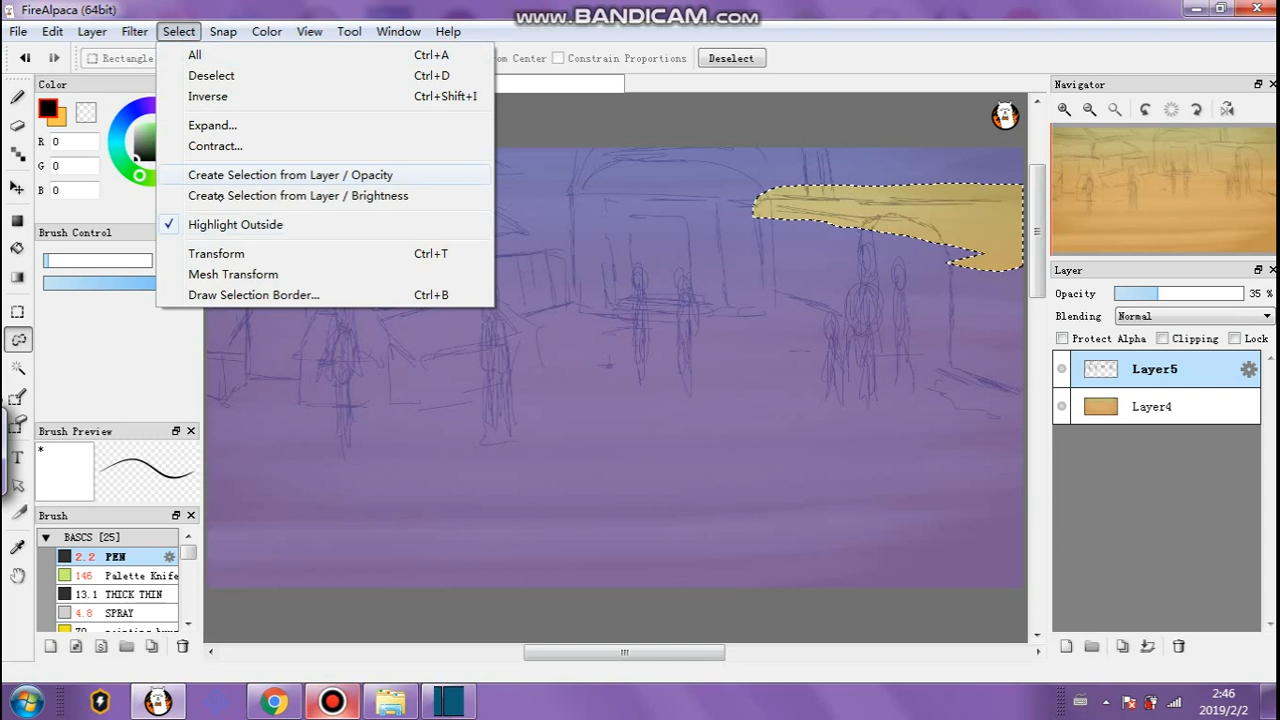 FireAlpaca (64bit)
www.BANDICAM.com
File Edit Layer Filter Select Snap Color View Tool Window Help
Rectangle
om Center Constrain Proportions Deselect
All Ctrl+A
Deselect Ctrl+D
Inverse Ctrl+Shift+I
Expand...
Contract...
Create Selection from Layer / Opacity
Create Selection from Layer / Brightness
Highlight Outside
Transform Ctrl+T
Mesh Transform
Draw Selection Border... Ctrl+B
Color
R 0
G 0
B 0
Brush Control
Brush Preview
*
Brush
BASCS [25]
2.2 PEN
146 Palette Knife
13.1 THICK THIN
4.8 SPRAY
Navigator
Layer
Opacity 35 %
Blending Normal
Protect Alpha Clipping Lock
Layer5
Layer4
T
2:46
2019/2/2